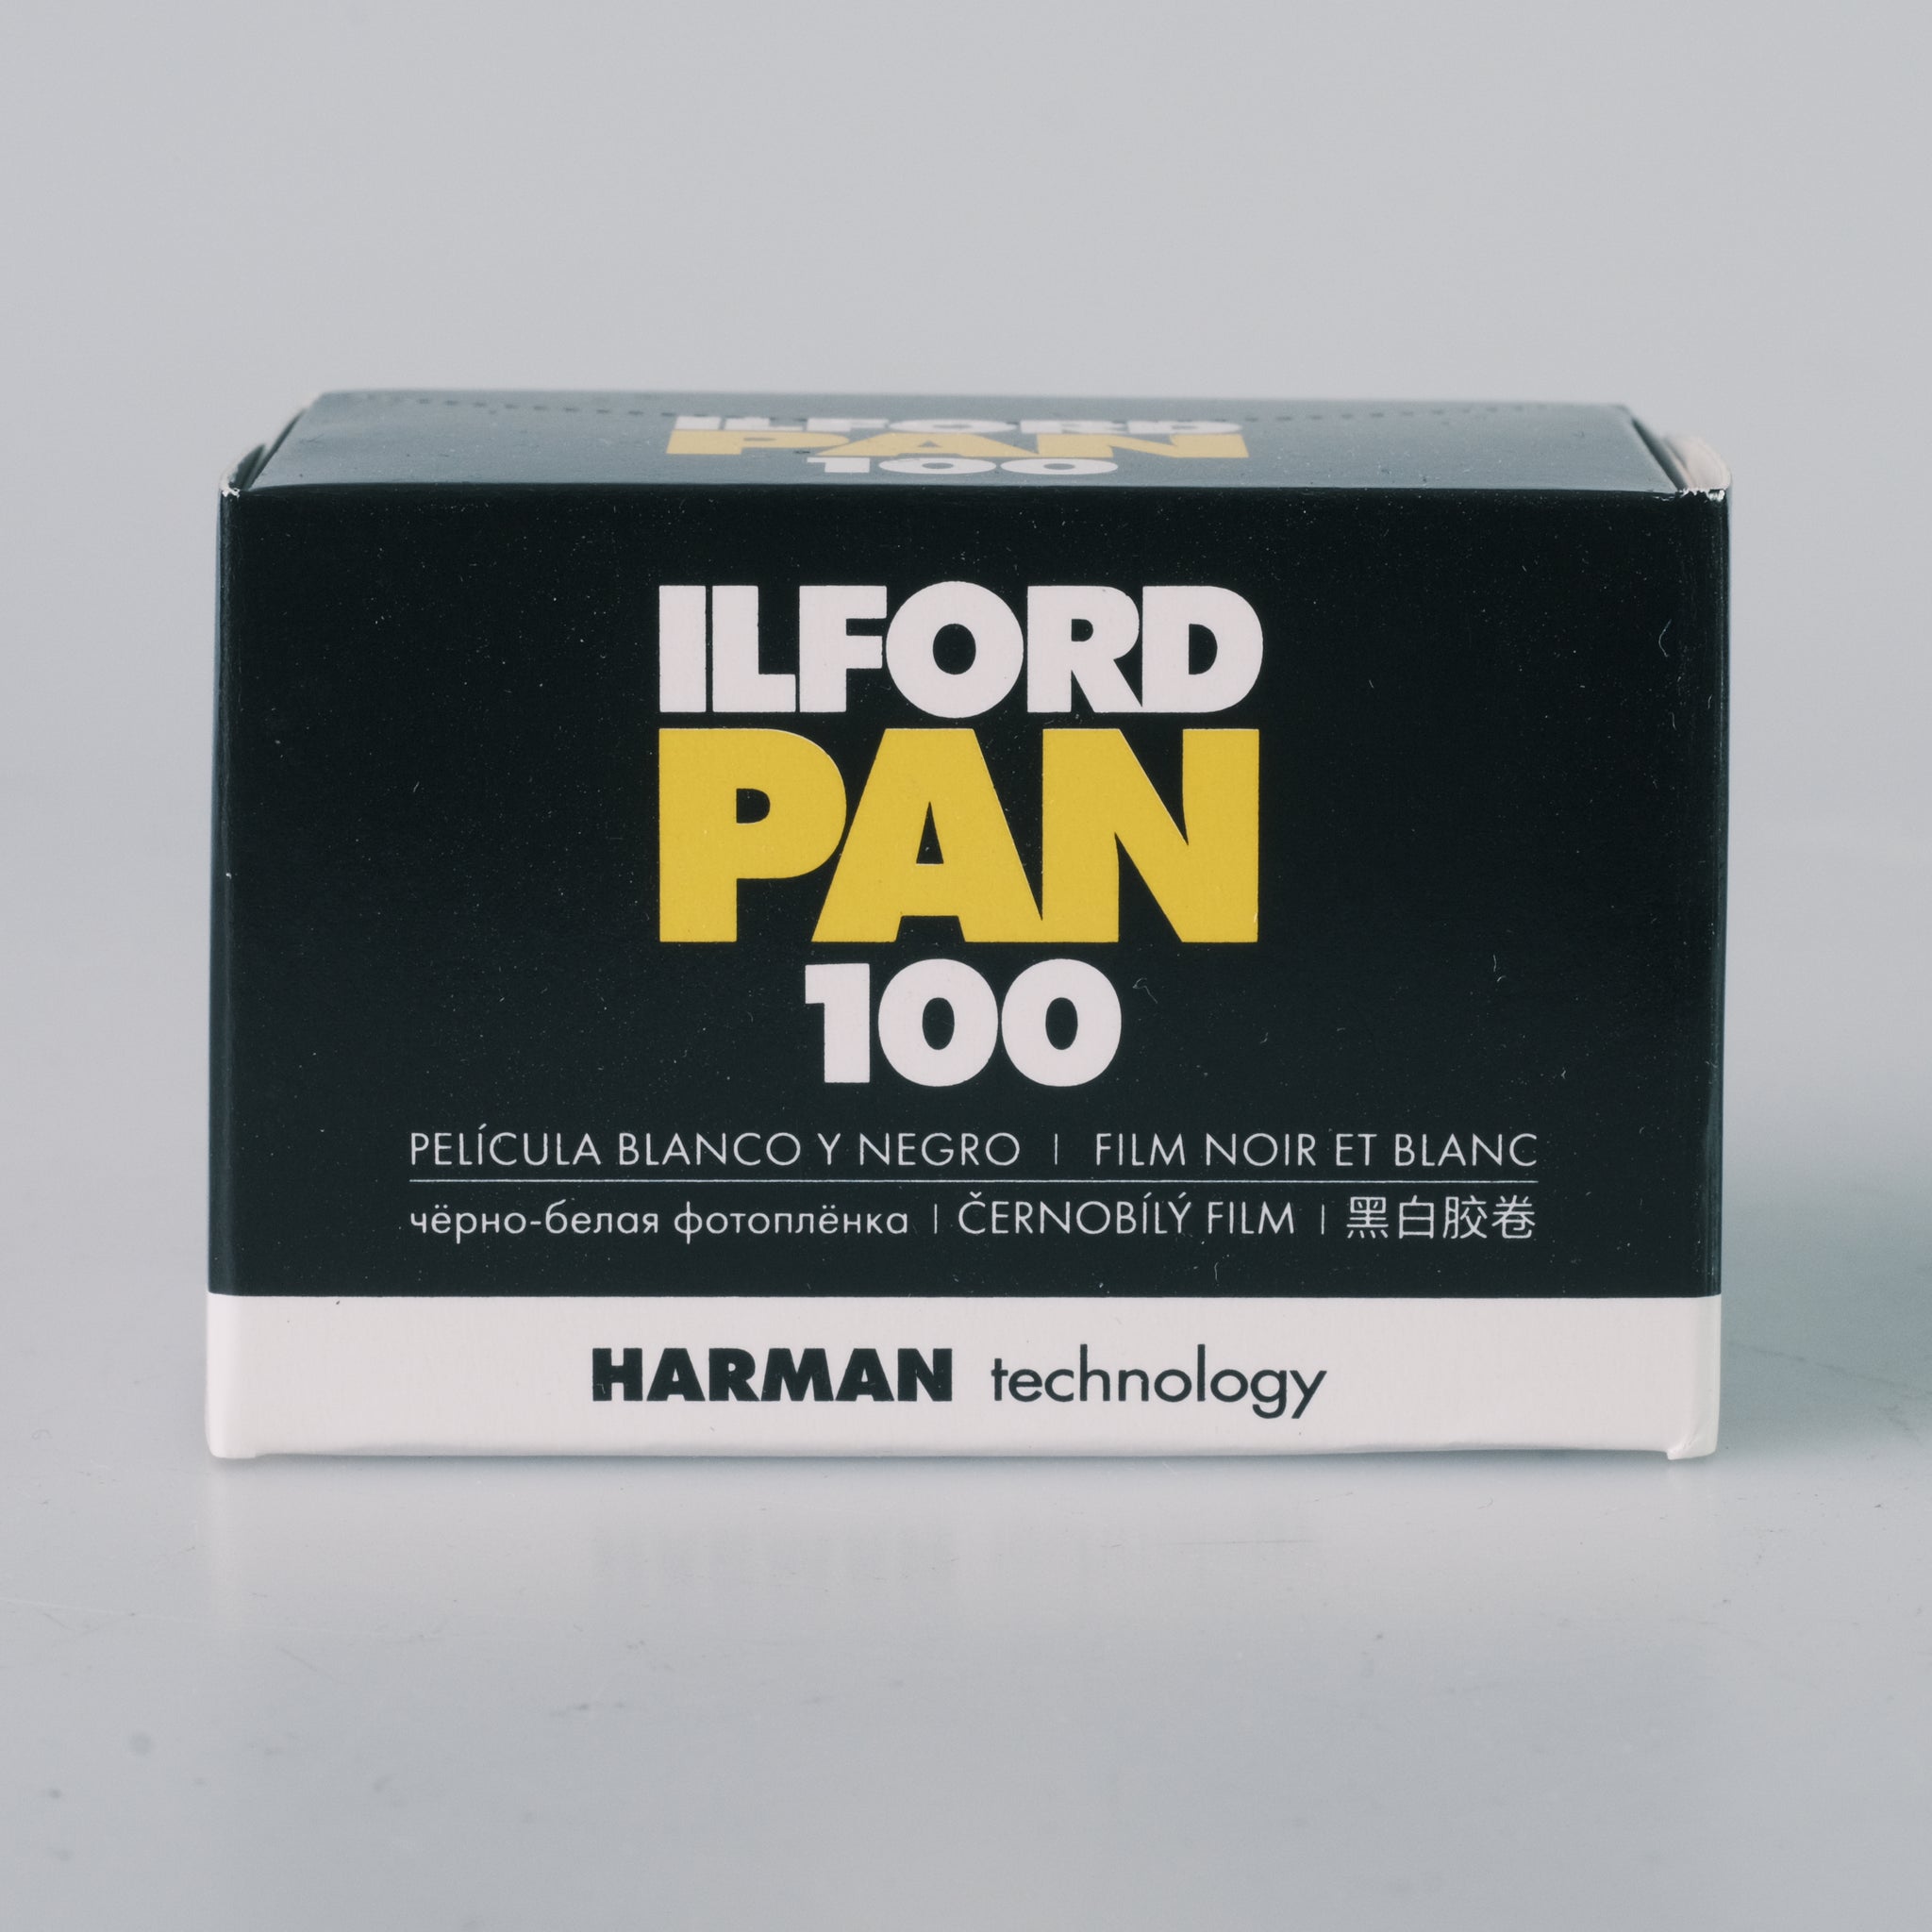 ILFORD
PAN
100
ILFORD
PAN
100
PELÍCULA BLANCO Y NEGRO | FILM NOIR ET BLANC
чёрно-белая фотоплёнка | ČERNOBÍLÝ FILM | 黑白胶卷
HARMAN technology